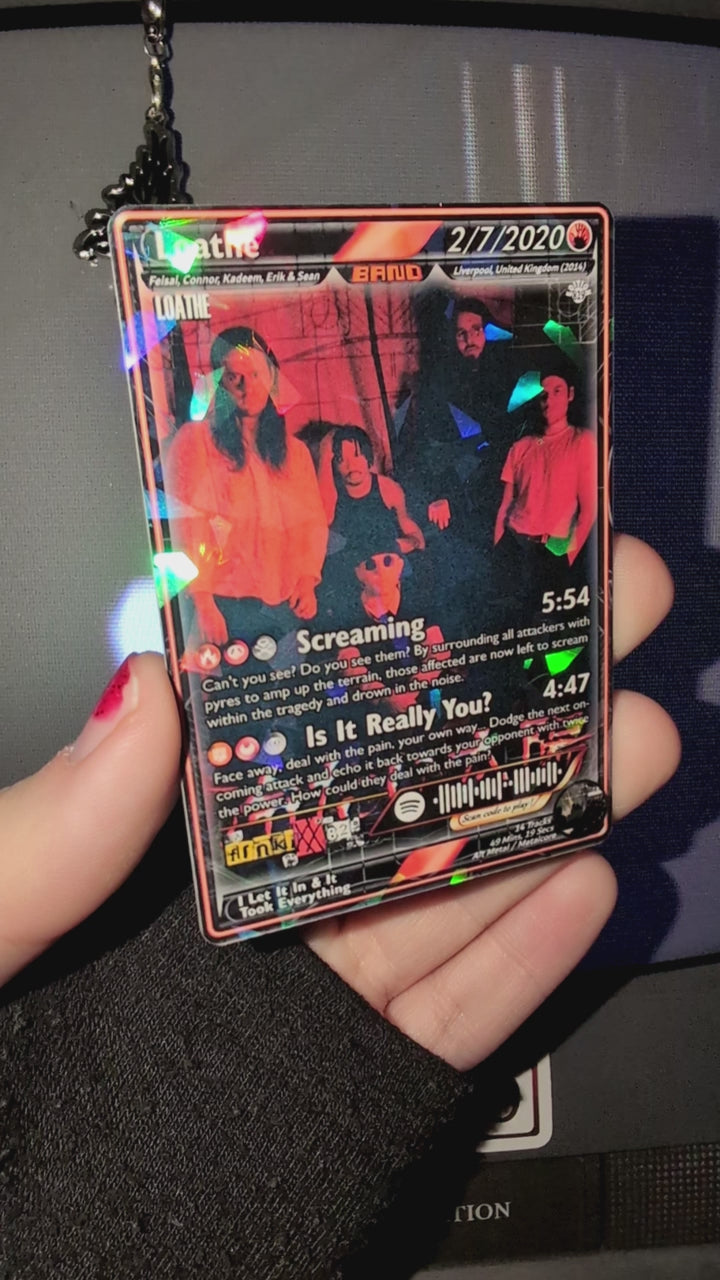 Loathe
2/7/2020
Feisal, Connor, Kadeem, Erik & Sean
BAND
Liverpool, United Kingdom (2014)
LOATHE
5:54
Screaming
Can't you see? Do you see them? By surrounding all attackers with
pyres to amp up the terrain, those affected are now left to scream
within the tragedy and drown in the noise.
4:47
Is It Really You?
Face away, deal with the pain, your own way... Dodge the next on-
coming attack and echo it back towards your opponent with twice
the power. How could they deal with the pain?
Scan code to play!
14 Tracks
49 Mins, 19 Secs
Alt Metal / Metalcore
I Let It In & It
Took Everything
TION